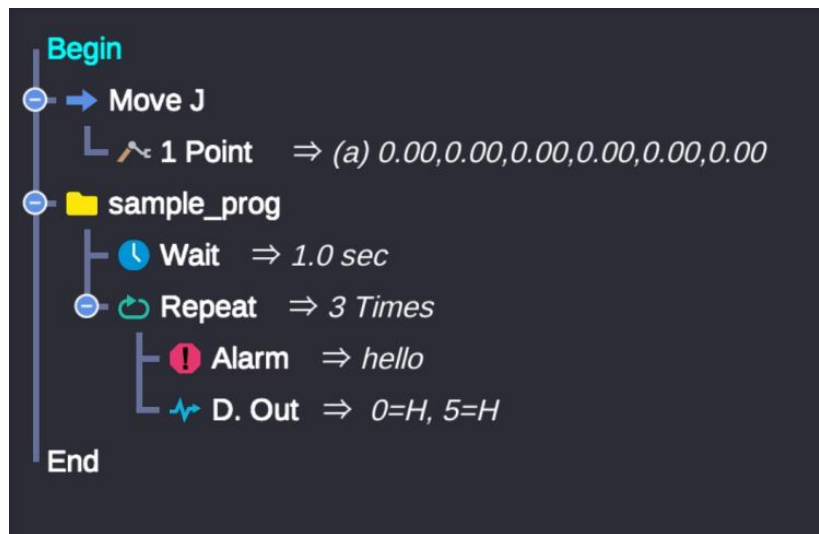 Begin
Move J
1 Point ⇒ (a) 0.00,0.00,0.00,0.00,0.00,0.00
sample_prog
Wait ⇒ 1.0 sec
Repeat ⇒ 3 Times
Alarm ⇒ hello
D. Out ⇒ 0=H, 5=H
End